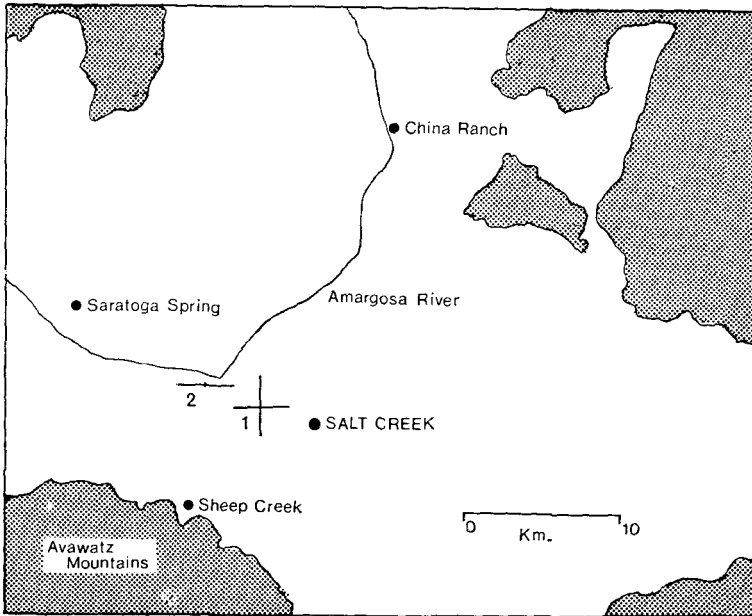 China Ranch
Saratoga Spring
Amargosa River
2
1
SALT CREEK
Sheep Creek
0 10
Km.
Avawatz
Mountains